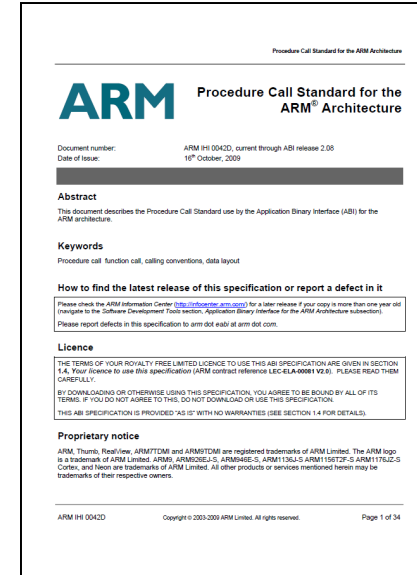 Procedure Call Standard for the ARM Architecture
ARM
Procedure Call Standard for the
ARM® Architecture
Document number: ARM IHI 0042D, current through ABI release 2.08
Date of Issue: 16th October, 2009
Abstract
This document describes the Procedure Call Standard use by the Application Binary Interface (ABI) for the
ARM architecture.
Keywords
Procedure call function call, calling conventions, data layout
How to find the latest release of this specification or report a defect in it
Please check the ARM Information Center (http://infocenter.arm.com/) for a later release if your copy is more than one year old
(navigate to the Software Development Tools section, Application Binary Interface for the ARM Architecture subsection).
Please report defects in this specification to arm dot eabi at arm dot com.
Licence
THE TERMS OF YOUR ROYALTY FREE LIMITED LICENCE TO USE THIS ABI SPECIFICATION ARE GIVEN IN SECTION
1.4, Your licence to use this specification (ARM contract reference LEC-ELA-00081 V2.0). PLEASE READ THEM
CAREFULLY.
BY DOWNLOADING OR OTHERWISE USING THIS SPECIFICATION, YOU AGREE TO BE BOUND BY ALL OF ITS
TERMS. IF YOU DO NOT AGREE TO THIS, DO NOT DOWNLOAD OR USE THIS SPECIFICATION.
THIS ABI SPECIFICATION IS PROVIDED "AS IS" WITH NO WARRANTIES (SEE SECTION 1.4 FOR DETAILS).
Proprietary notice
ARM, Thumb, RealView, ARM7TDMI and ARM9TDMI are registered trademarks of ARM Limited. The ARM logo
is a trademark of ARM Limited. ARM9, ARM926EJ-S, ARM946E-S, ARM1136J-S ARM1156T2F-S ARM1176JZ-S
Cortex, and Neon are trademarks of ARM Limited. All other products or services mentioned herein may be
trademarks of their respective owners.
ARM IHI 0042D Copyright © 2003-2009 ARM Limited. All rights reserved. Page 1 of 34